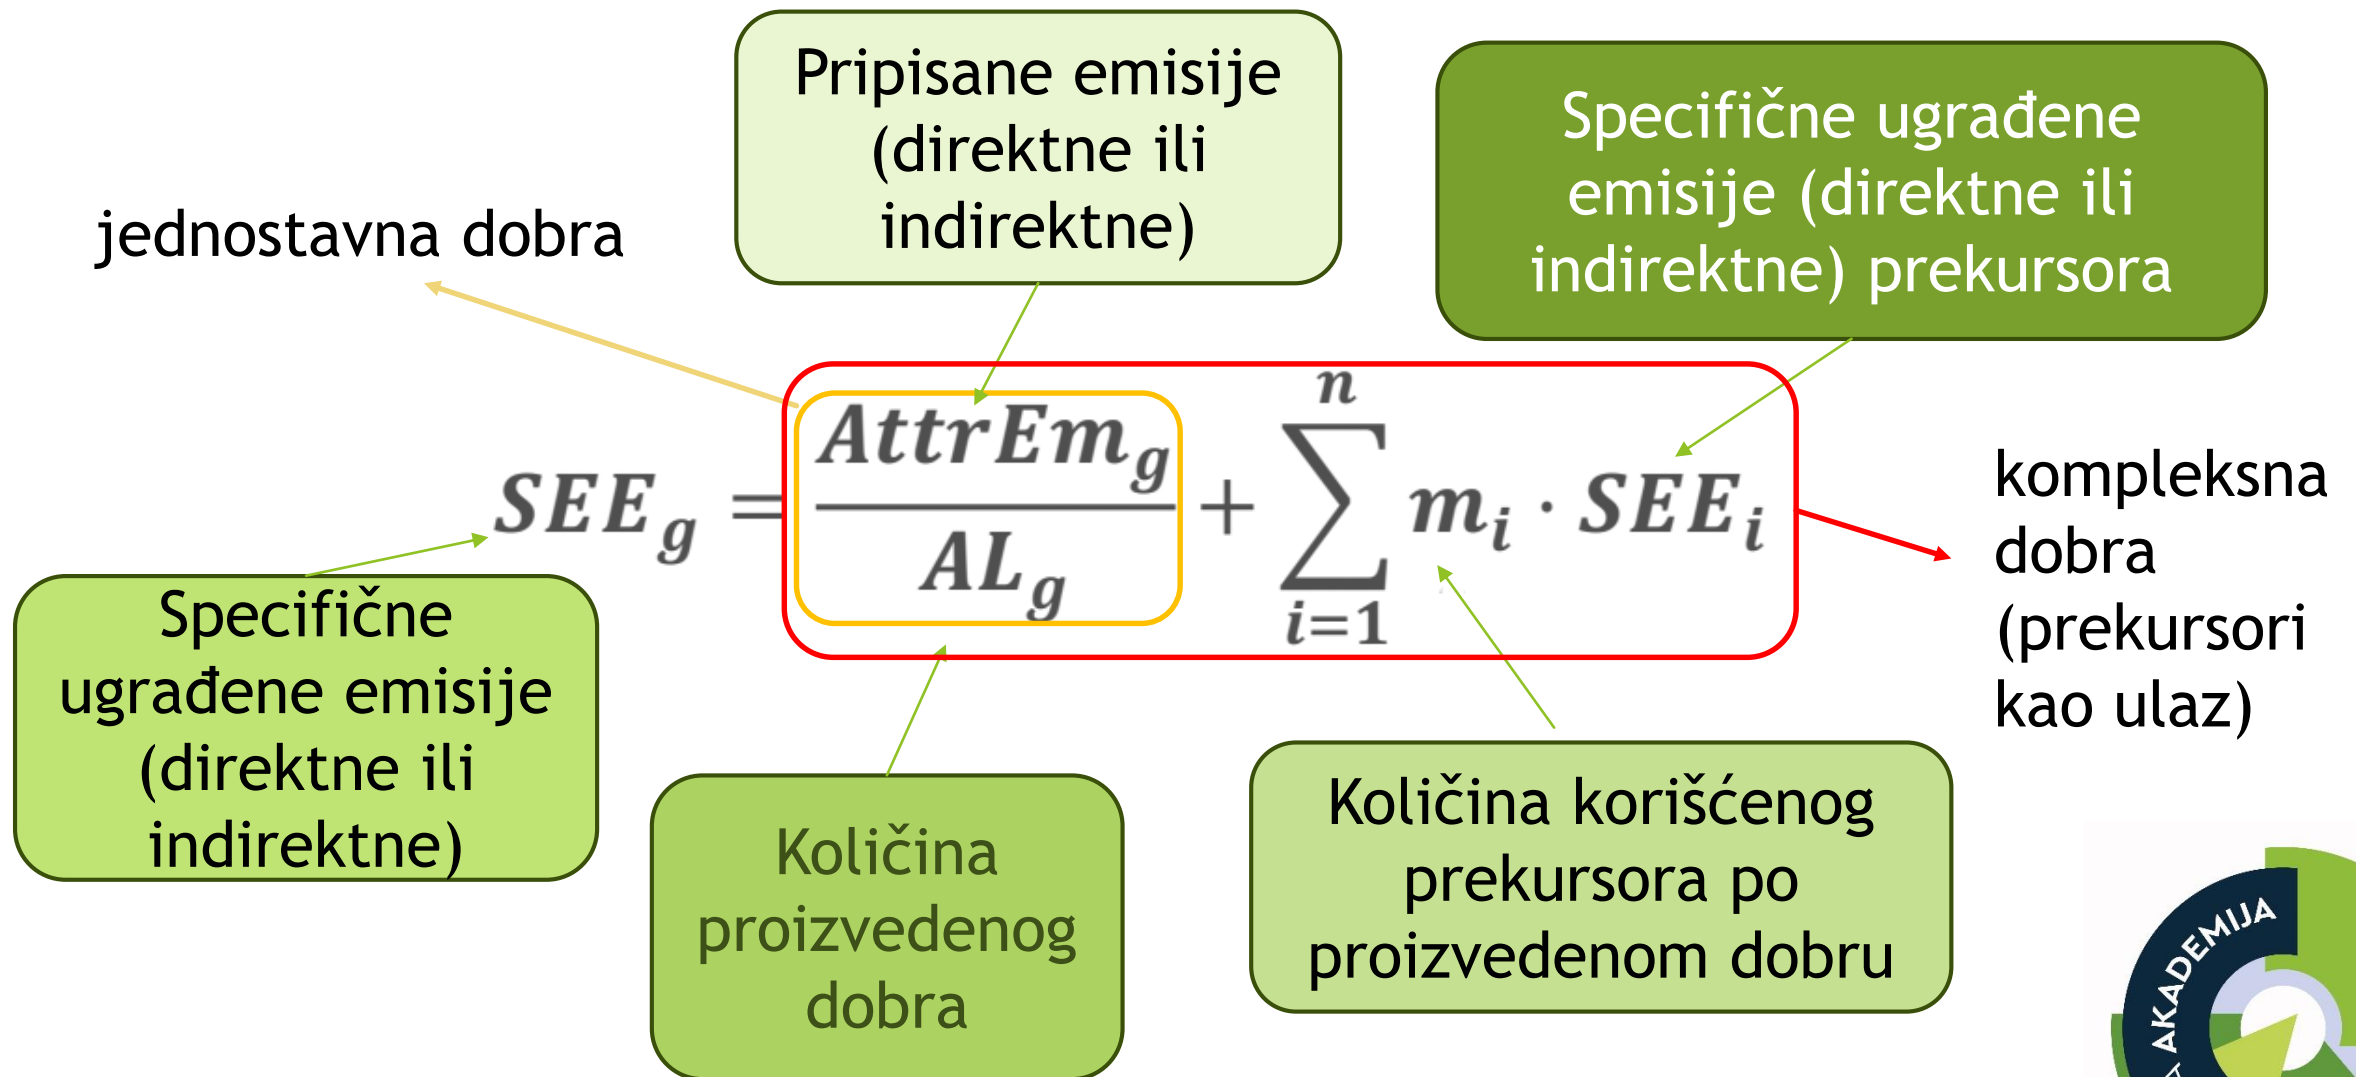 Pripisane emisije
(direktne ili
indirektne)
Specifične ugrađene
emisije (direktne ili
indirektne) prekursora
jednostavna dobra
SEE_g = AttrEm_g / AL_g + ∑_{i=1}^{n} m_i · SEE_i
kompleksna
dobra
(prekursori
kao ulaz)
Specifične
ugrađene emisije
(direktne ili
indirektne)
Količina
proizvedenog
dobra
Količina korišćenog
prekursora po
proizvedenom dobru
AKADEMIJA